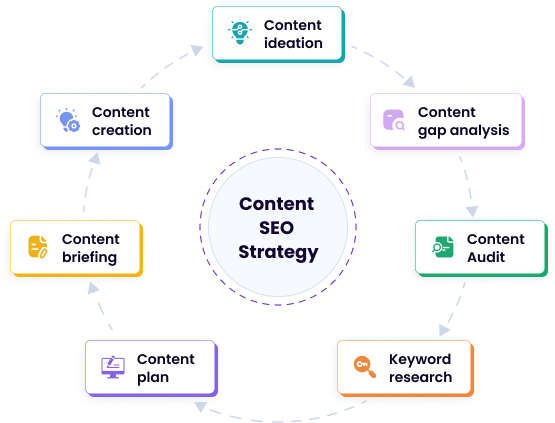 Content
ideation
Content
gap analysis
Content
Audit
Keyword
research
Content
plan
Content
briefing
Content
creation
Content
SEO
Strategy